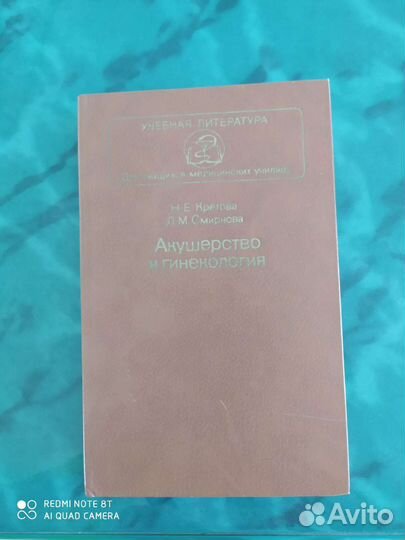 УЧЕБНАЯ ЛИТЕРАТУРА
Для учащихся медицинских училищ
Н.Е. Кретова
Л.М. Смирнова
Акушерство
и гинекология
REDMI NOTE 8T
AI QUAD CAMERA
Avito